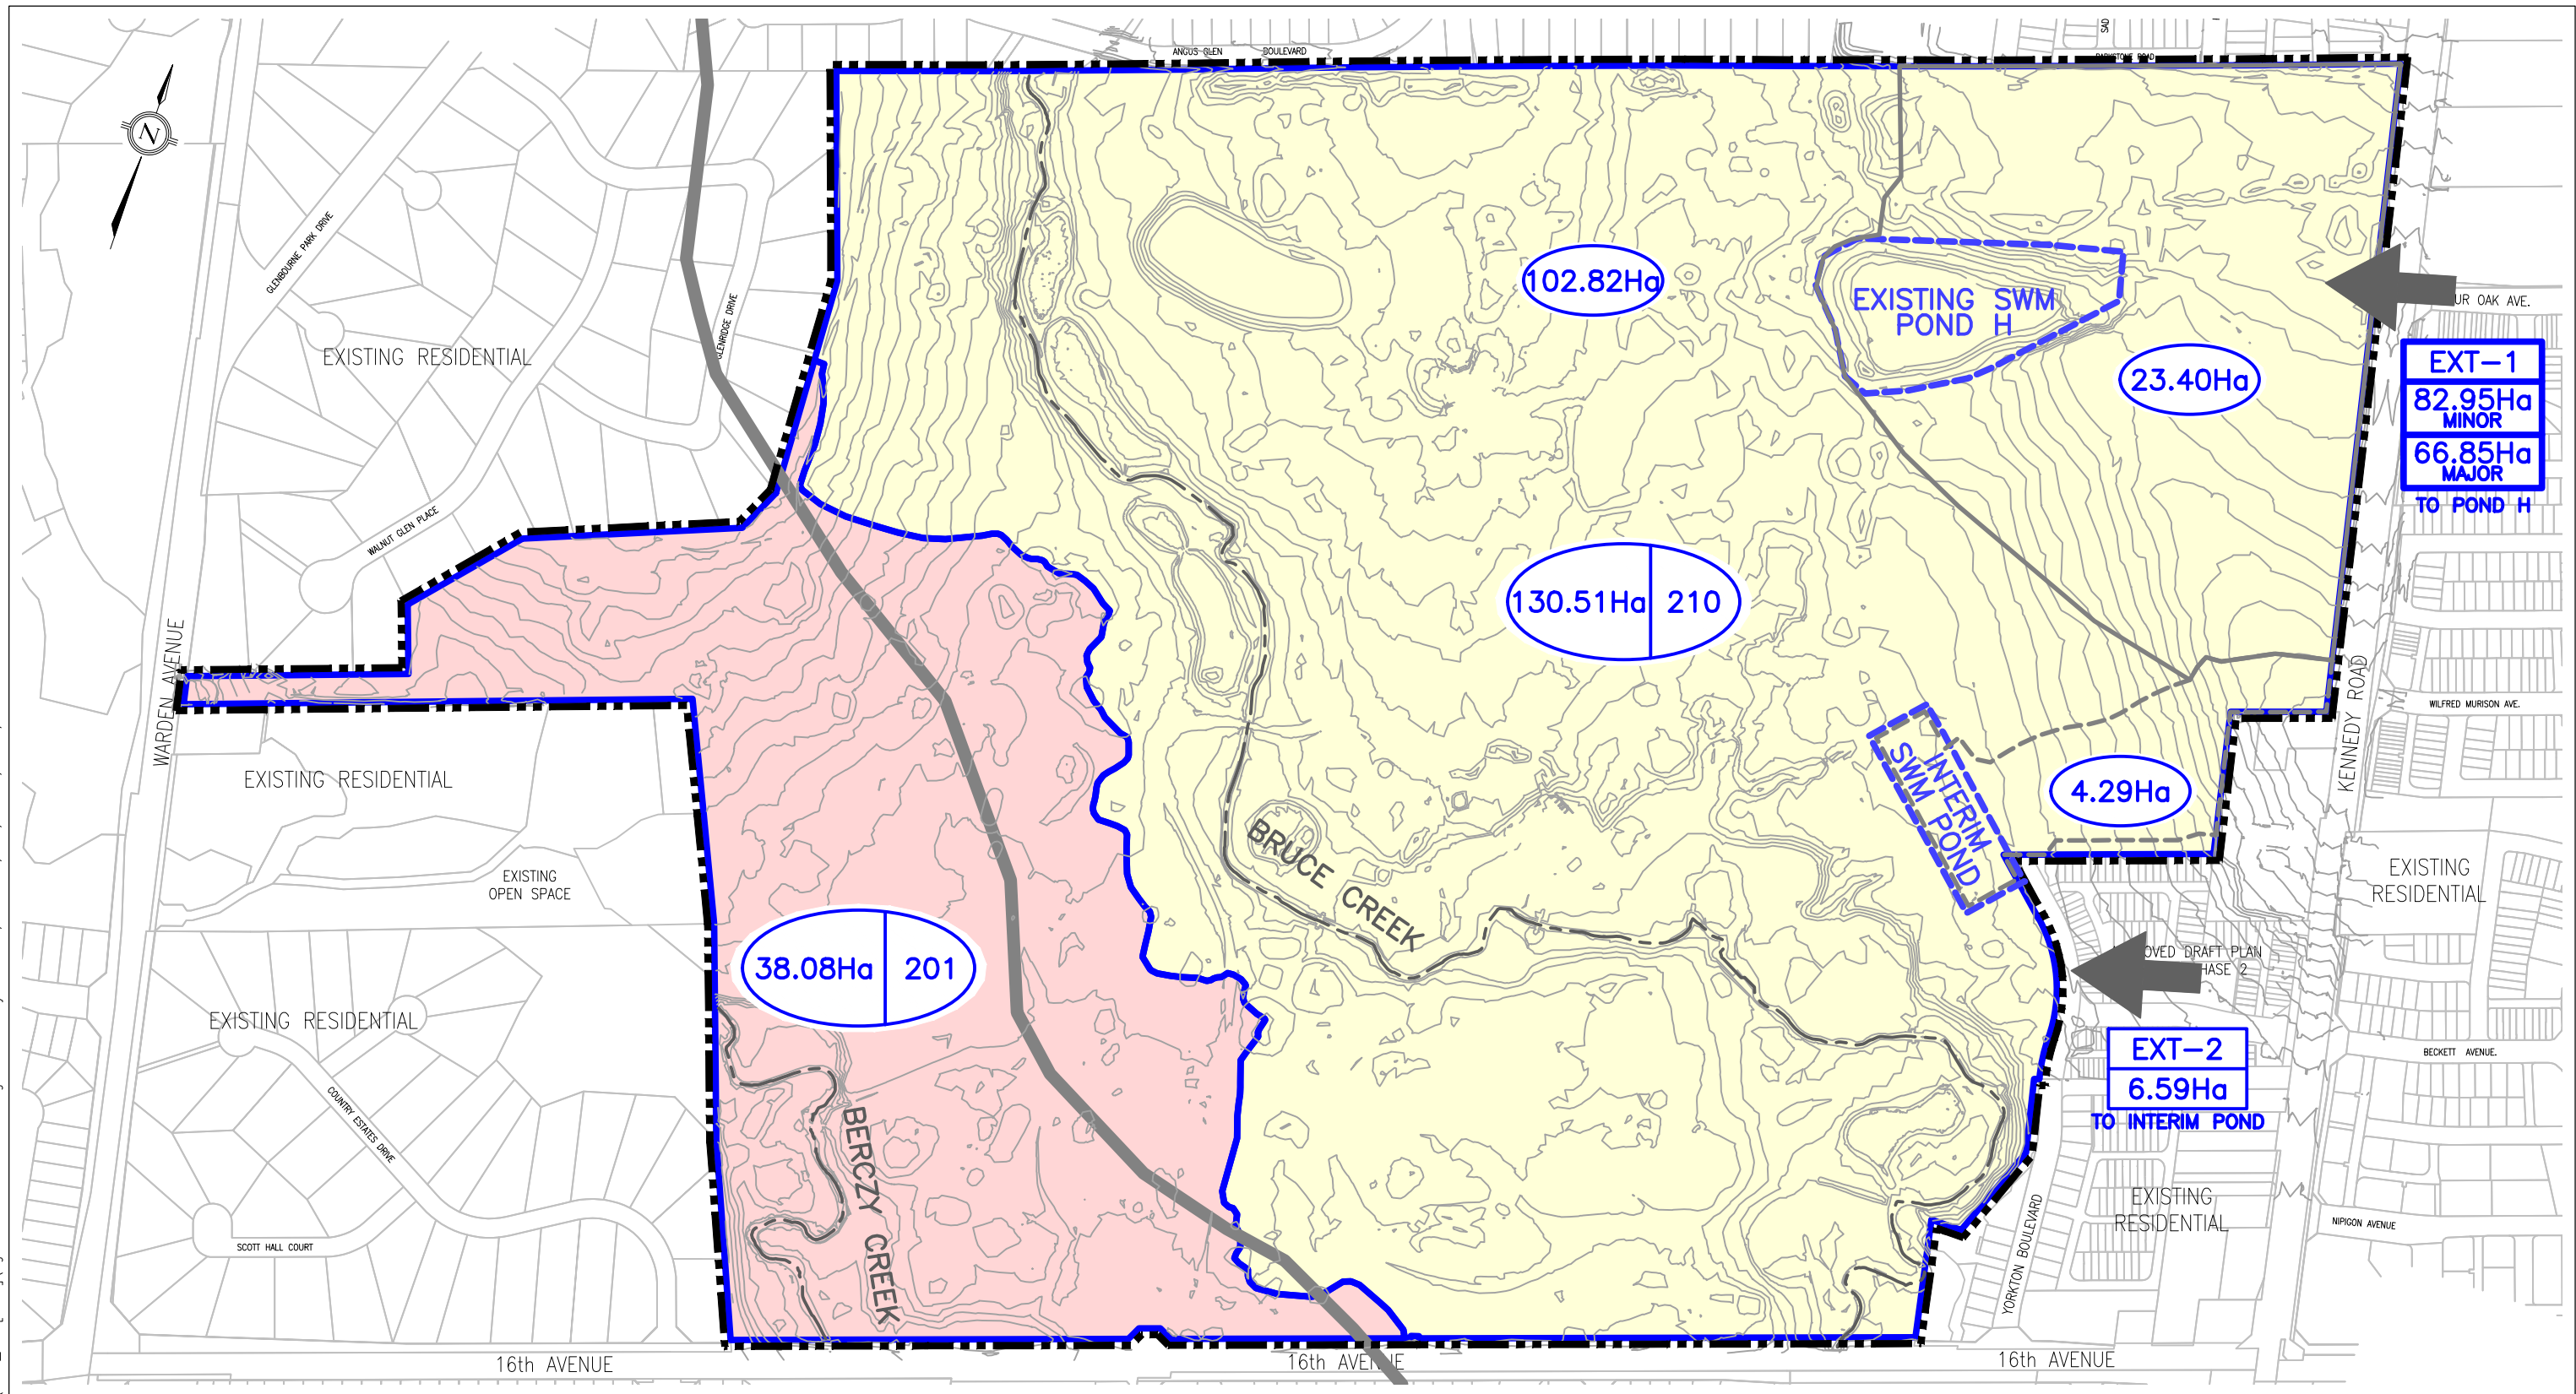 ANGUS GLEN BOULEVARD
SAD
PARKSTONE ROAD
N
GLENBOURNE PARK DRIVE
GLENRIDGE DRIVE
EXISTING RESIDENTIAL
WALNUT GLEN PLACE
102.82Ha
EXISTING SWM
POND H
23.40Ha
UR OAK AVE.
EXT-1
82.95Ha
MINOR
66.85Ha
MAJOR
TO POND H
130.51Ha 210
WARDEN AVENUE
KENNEDY ROAD
WILFRED MURISON AVE.
EXISTING RESIDENTIAL
INTERIM
SWM POND
4.29Ha
BRUCE CREEK
EXISTING
OPEN SPACE
EXISTING
RESIDENTIAL
38.08Ha 201
OVED DRAFT PLAN
HASE 2
EXISTING RESIDENTIAL
EXT-2
6.59Ha
TO INTERIM POND
BECKETT AVENUE.
COUNTRY ESTATES DRIVE
BERCZY CREEK
EXISTING
RESIDENTIAL
YORKTON BOULEVARD
NIPIGON AVENUE
SCOTT HALL COURT
16th AVENUE
16th AVENUE
16th AVENUE